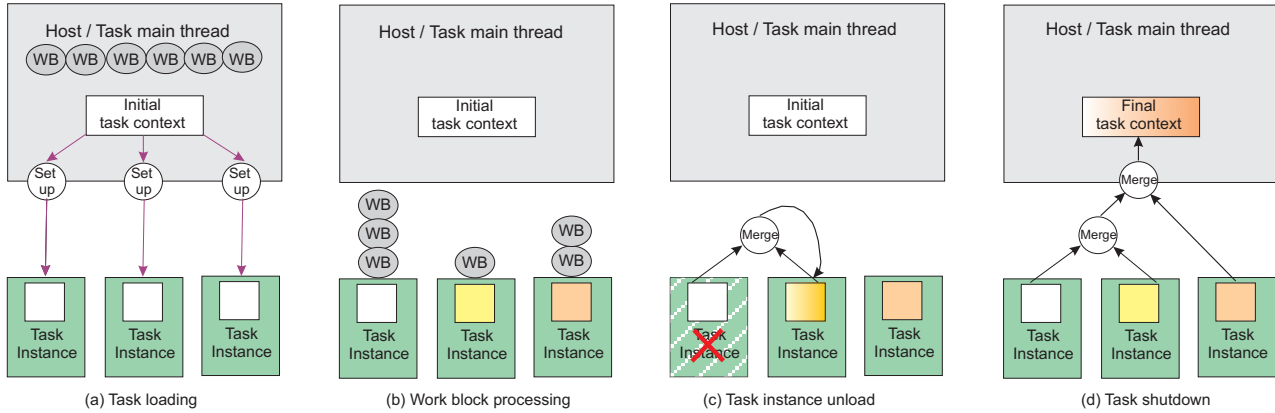 Host / Task main thread
WB WB WB WB WB WB
Initial
task context
Set
up
Set
up
Set
up
Task
Instance
Task
Instance
Task
Instance
(a) Task loading
Host / Task main thread
Initial
task context
WB
WB
WB
WB
WB
WB
Task
Instance
Task
Instance
Task
Instance
(b) Work block processing
Host / Task main thread
Initial
task context
Merge
Task
Instance
Task
Instance
Task
Instance
(c) Task instance unload
Host / Task main thread
Final
task context
Merge
Merge
Task
Instance
Task
Instance
Task
Instance
(d) Task shutdown